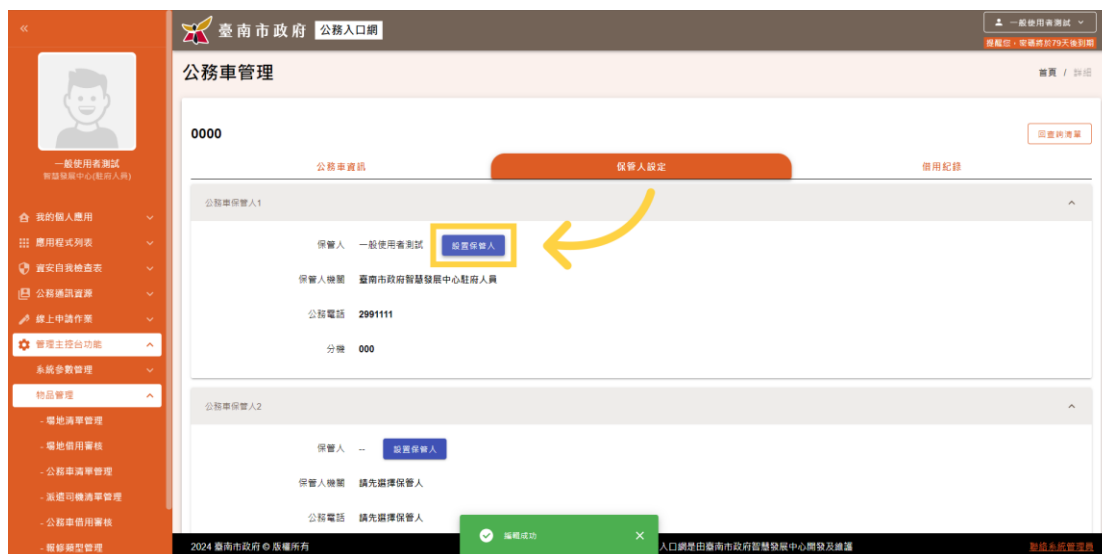 «
臺南市政府 公務入口網
一般使用者測試
提醒您,密碼將於79天後到期
公務車管理
首頁 / 詳細
一般使用者測試
智慧發展中心(駐府人員)
0000
回查詢清單
公務車資訊
保管人設定
借用紀錄
我的個人應用
應用程式列表
資安自我檢查表
公務通訊資源
線上申請作業
管理主控台功能
系統參數管理
物品管理
- 場地清單管理
- 場地借用審核
- 公務車清單管理
- 派遣司機清單管理
- 公務車借用審核
- 報修類型管理
公務車保管人1
保管人 一般使用者測試 設置保管人
保管人機關 臺南市政府智慧發展中心駐府人員
公務電話 2991111
分機 000
公務車保管人2
保管人 -- 設置保管人
保管人機關 請先選擇保管人
公務電話 請先選擇保管人
編輯成功 ×
2024 臺南市政府 © 版權所有
人口網是由臺南市政府智慧發展中心開發及維護
聯絡系統管理員